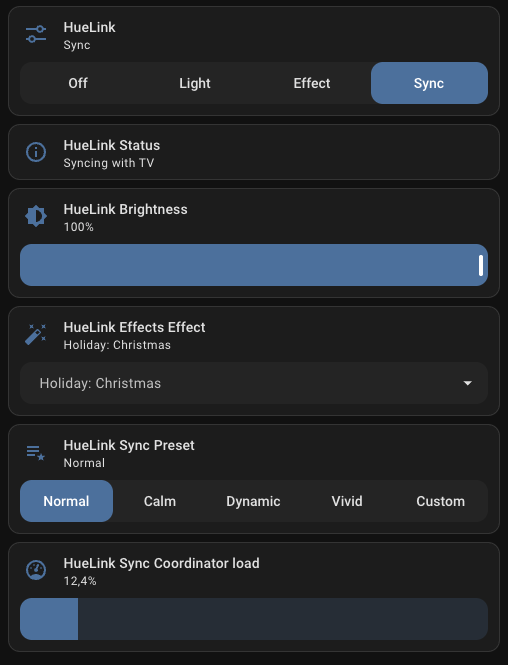 HueLink
Sync
Off Light Effect Sync
HueLink Status
Syncing with TV
HueLink Brightness
100%
HueLink Effects Effect
Holiday: Christmas
Holiday: Christmas
HueLink Sync Preset
Normal
Normal Calm Dynamic Vivid Custom
HueLink Sync Coordinator load
12,4%